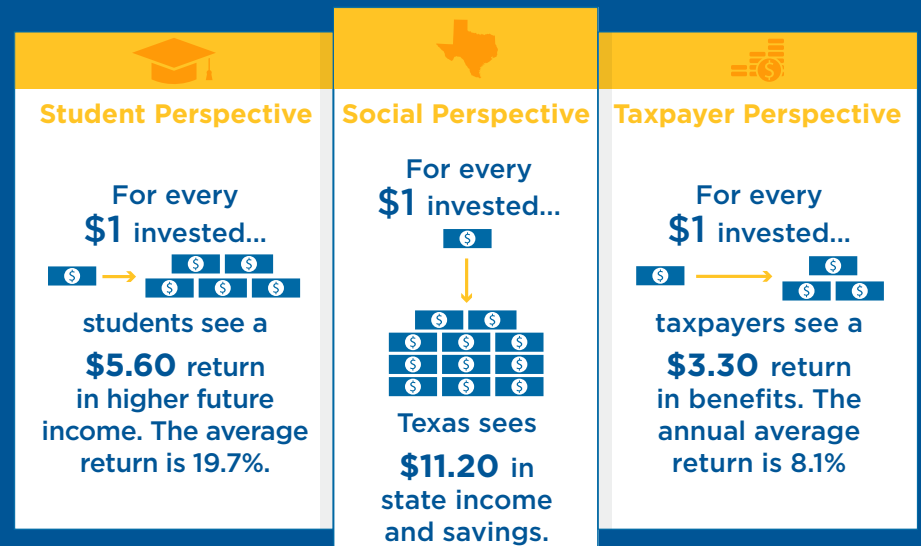 Student Perspective
For every
$1 invested...
$
$ $
$ $ $
students see a
$5.60 return
in higher future
income. The average
return is 19.7%.
Social Perspective
For every
$1 invested...
$
$ $
$ $ $
$ $ $
$ $ $
Texas sees
$11.20 in
state income
and savings.
$
Taxpayer Perspective
For every
$1 invested...
$
$
$ $
taxpayers see a
$3.30 return
in benefits. The
annual average
return is 8.1%